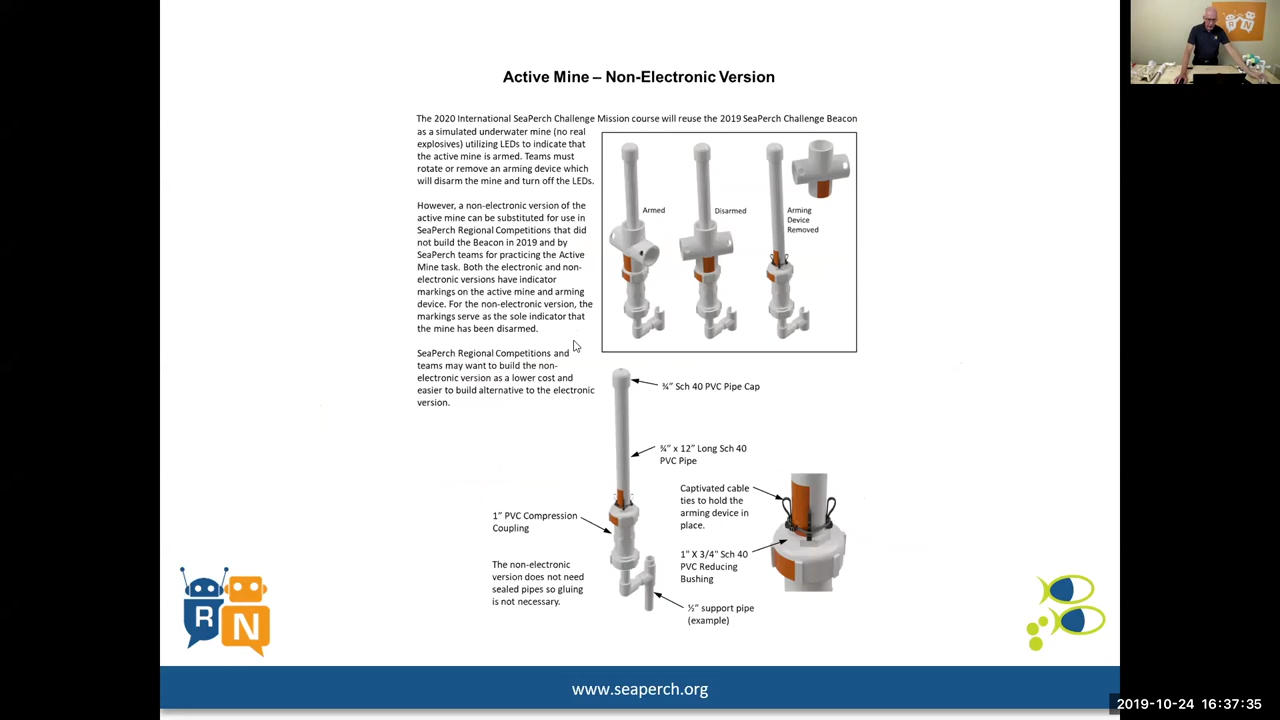 Active Mine – Non-Electronic Version
The 2020 International SeaPerch Challenge Mission course will reuse the 2019 SeaPerch Challenge Beacon
as a simulated underwater mine (no real
explosives) utilizing LEDs to indicate that
the active mine is armed. Teams must
rotate or remove an arming device which
will disarm the mine and turn off the LEDs.
However, a non-electronic version of the
active mine can be substituted for use in
SeaPerch Regional Competitions that did
not build the Beacon in 2019 and by
SeaPerch teams for practicing the Active
Mine task. Both the electronic and non-
electronic versions have indicator
markings on the active mine and arming
device. For the non-electronic version, the
markings serve as the sole indicator that
the mine has been disarmed.
SeaPerch Regional Competitions and
teams may want to build the non-
electronic version as a lower cost and
easier to build alternative to the electronic
version.
Armed
Disarmed
Arming
Device
Removed
¾” Sch 40 PVC Pipe Cap
¾” x 12” Long Sch 40
PVC Pipe
Captivated cable
ties to hold the
arming device in
place.
1” PVC Compression
Coupling
1" X 3/4" Sch 40
PVC Reducing
Bushing
The non-electronic
version does not need
sealed pipes so gluing
is not necessary.
½” support pipe
(example)
R N
www.seaperch.org
R N
2019-10-24 16:37:35